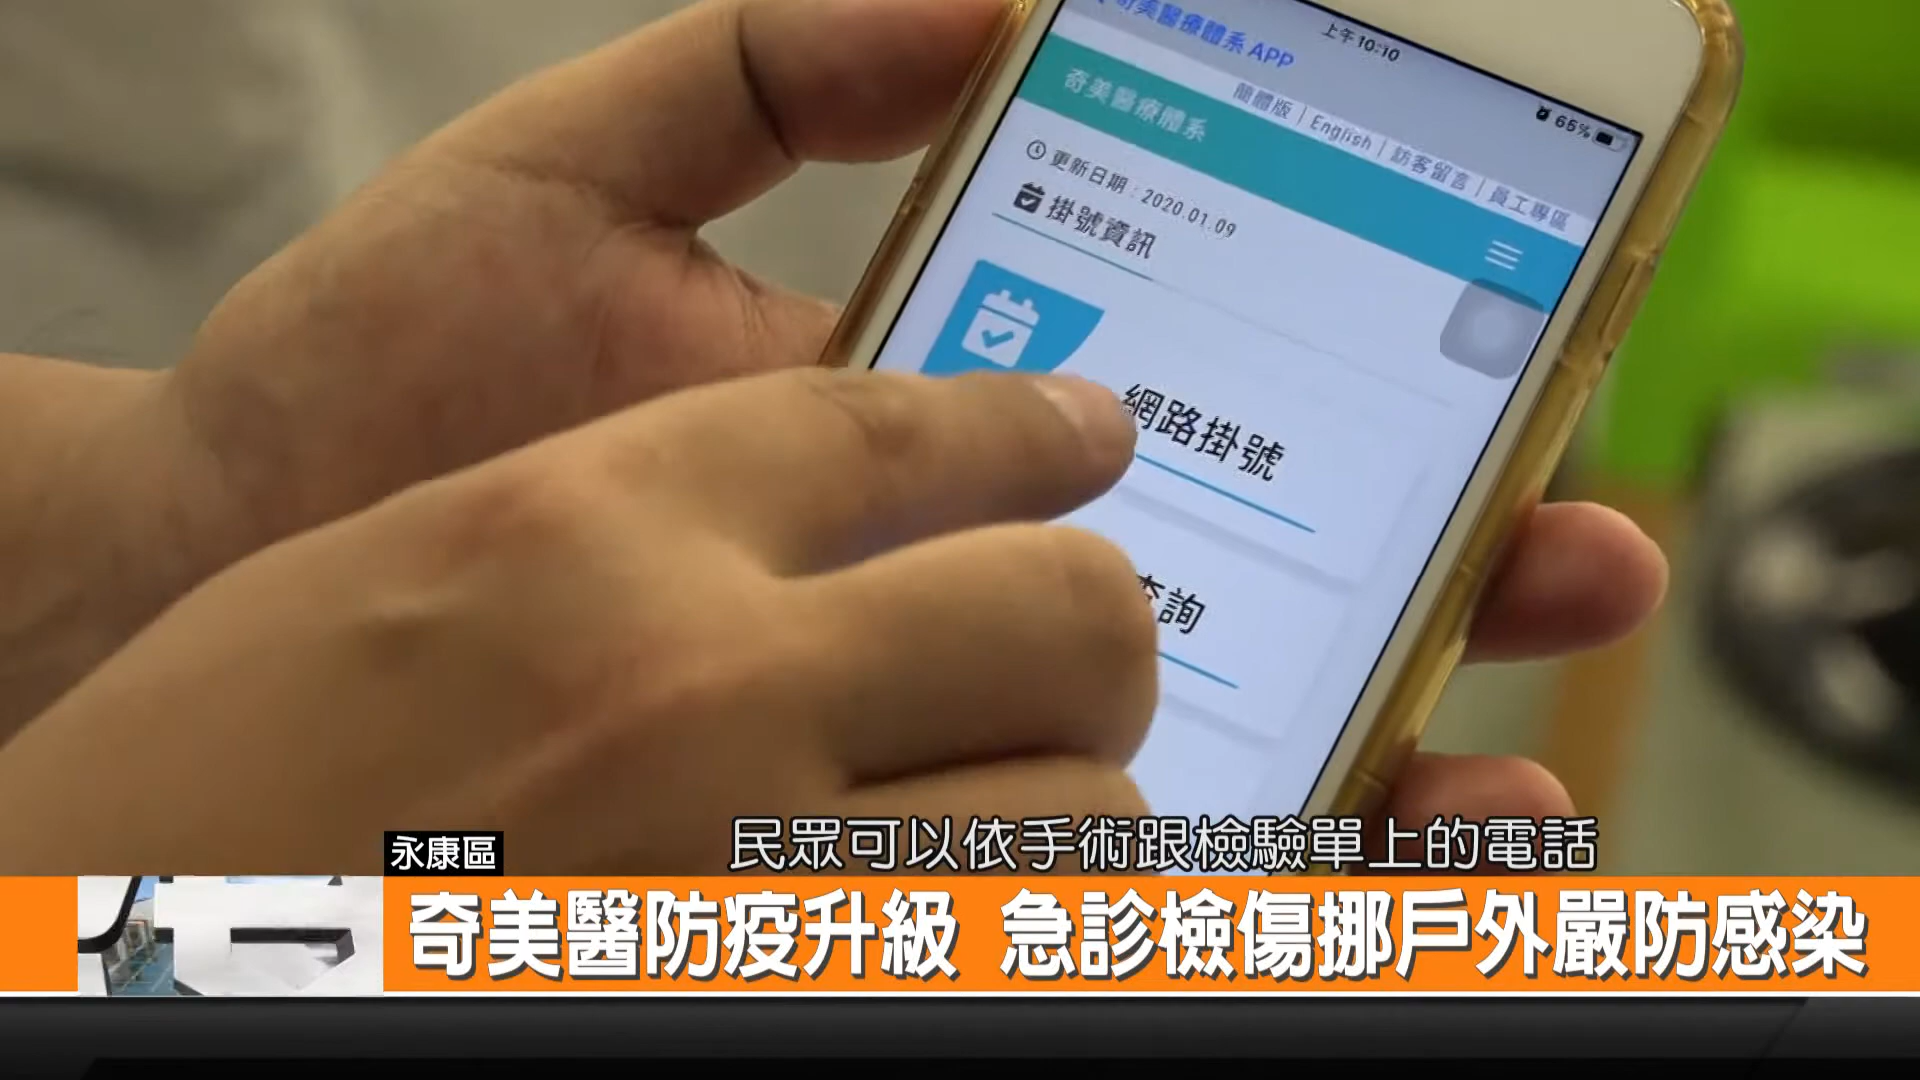 奇美醫療體系 APP
上午10:10
65%
簡體版｜English｜訪客留言｜員工專區
奇美醫療體系
更新日期：2020.01.09
掛號資訊
網路掛號
查詢
民眾可以依手術跟檢驗單上的電話
永康區
奇美醫防疫升級 急診檢傷挪戶外嚴防感染